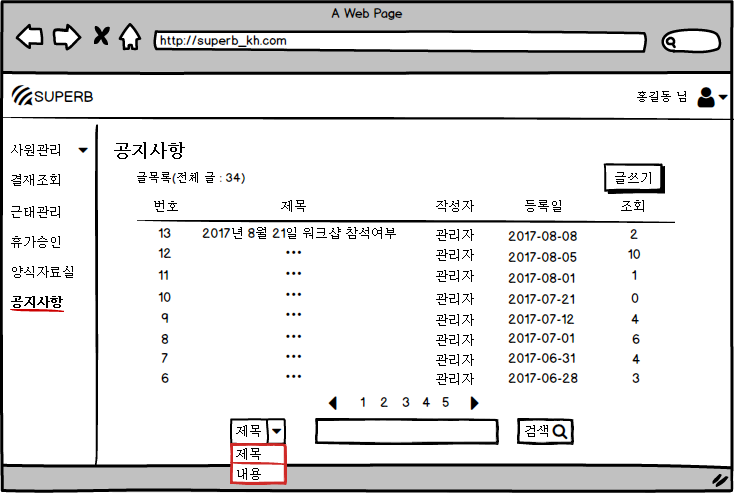 A Web Page
http://superb_kh.com
SUPERB
홍길동 님
사원관리
결재조회
근태관리
휴가승인
양식자료실
공지사항
공지사항
글목록(전체 글 : 34)
글쓰기
번호 제목 작성자 등록일 조회
13 2017년 8월 21일 워크샵 참석여부 관리자 2017-08-08 2
12 ••• 관리자 2017-08-05 10
11 ••• 관리자 2017-08-01 1
10 ••• 관리자 2017-07-21 0
9 ••• 관리자 2017-07-12 4
8 ••• 관리자 2017-07-01 6
7 ••• 관리자 2017-06-31 4
6 ••• 관리자 2017-06-28 3
1 2 3 4 5
제목 검색
제목
내용